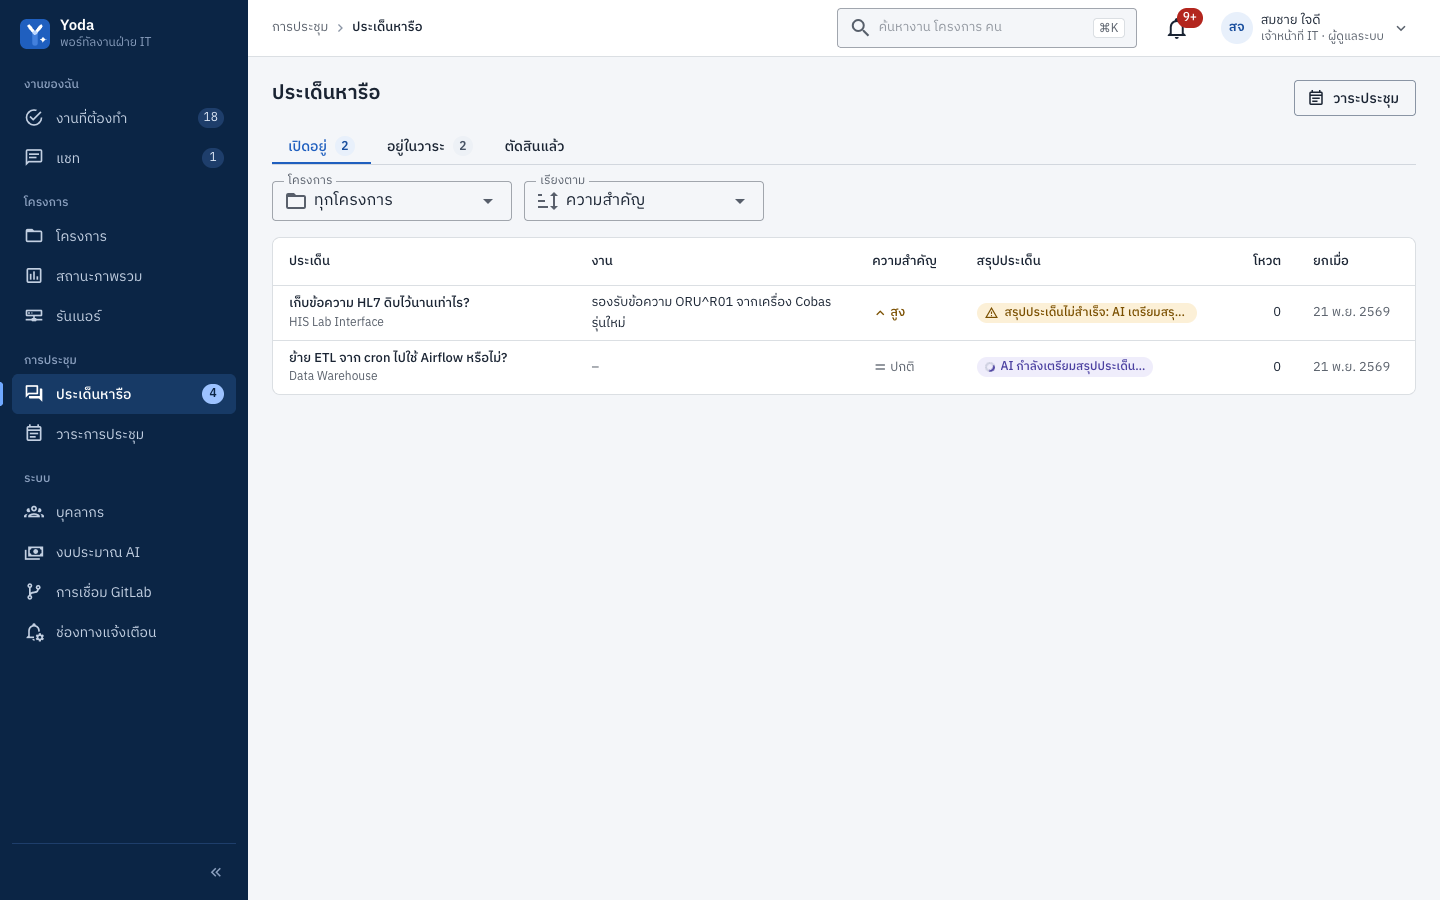 Yoda
พอร์ทัลงานฝ่าย IT
งานของฉัน
งานที่ต้องทำ 18
แชท 1
โครงการ
โครงการ
สถานะภาพรวม
รันเนอร์
การประชุม
ประเด็นหารือ 4
วาระการประชุม
ระบบ
บุคลากร
งบประมาณ AI
การเชื่อม GitLab
ช่องทางแจ้งเตือน
การประชุม > ประเด็นหารือ
ค้นหางาน โครงการ คน ⌘K
9+
สจ
สมชาย ใจดี
เจ้าหน้าที่ IT · ผู้ดูแลระบบ
ประเด็นหารือ
วาระประชุม
เปิดอยู่ 2 อยู่ในวาระ 2 ตัดสินแล้ว
โครงการ
ทุกโครงการ
เรียงตาม
ความสำคัญ
ประเด็น งาน ความสำคัญ สรุปประเด็น โหวต ยกเมื่อ
เก็บข้อความ HL7 ดิบไว้นานเท่าไร?
HIS Lab Interface
รองรับข้อความ ORU^R01 จากเครื่อง Cobas
รุ่นใหม่
สูง
สรุปประเด็นไม่สำเร็จ: AI เตรียมสรุ...
0
21 พ.ย. 2569
ย้าย ETL จาก cron ไปใช้ Airflow หรือไม่?
Data Warehouse
–
ปกติ
AI กำลังเตรียมสรุปประเด็น...
0
21 พ.ย. 2569